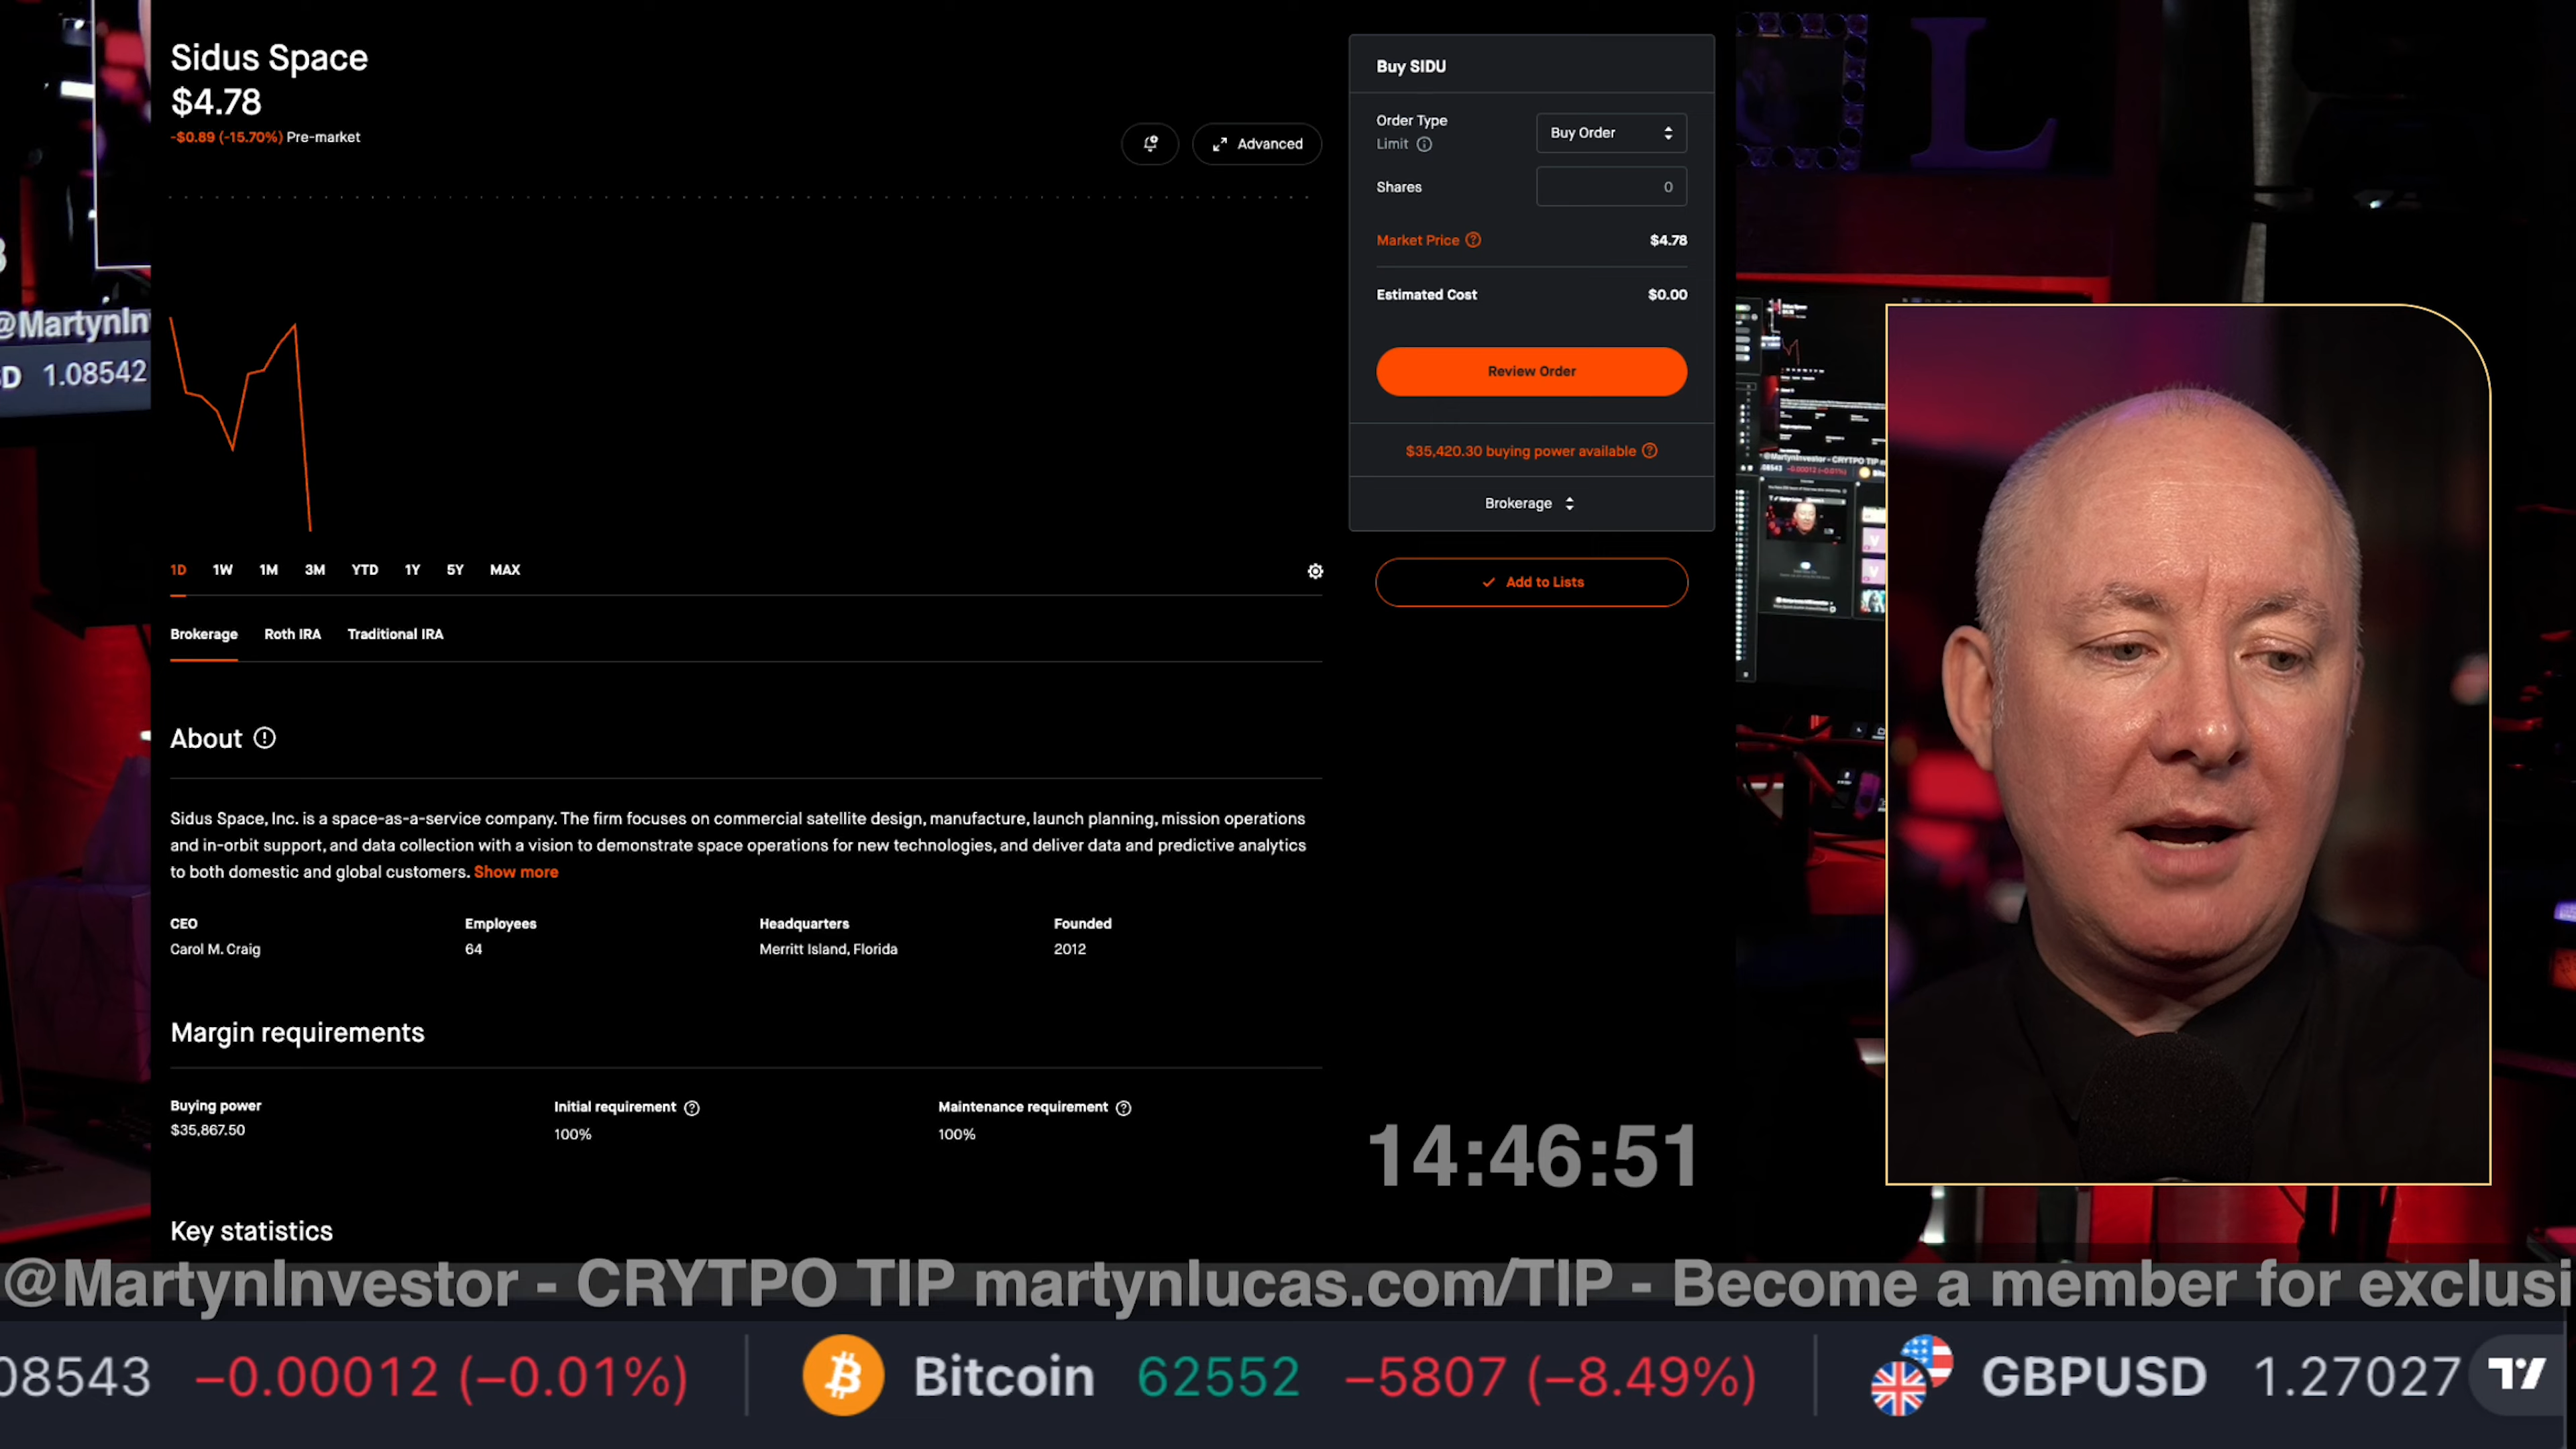 Sidus Space
$4.78
-$0.89 (-15.70%) Pre-market
Advanced
Buy SIDU
Order Type
Limit
Buy Order
Shares
0
Market Price
$4.78
Estimated Cost
$0.00
Review Order
$35,420.30 buying power available
Brokerage
Add to Lists
@MartynIn
D 1.08542
L
1D 1W 1M 3M YTD 1Y 5Y MAX
Brokerage Roth IRA Traditional IRA
About
Sidus Space, Inc. is a space-as-a-service company. The firm focuses on commercial satellite design, manufacture, launch planning, mission operations
and in-orbit support, and data collection with a vision to demonstrate space operations for new technologies, and deliver data and predictive analytics
to both domestic and global customers. Show more
CEO Employees Headquarters Founded
Carol M. Craig 64 Merritt Island, Florida 2012
Margin requirements
Buying power Initial requirement Maintenance requirement
$35,867.50 100% 100%
14:46:51
Key statistics
@MartynInvestor - CRYTPO TIP martynlucas.com/TIP - Become a member for exclusi
08543 −0.00012 (−0.01%) Bitcoin 62552 −5807 (−8.49%) GBPUSD 1.27027